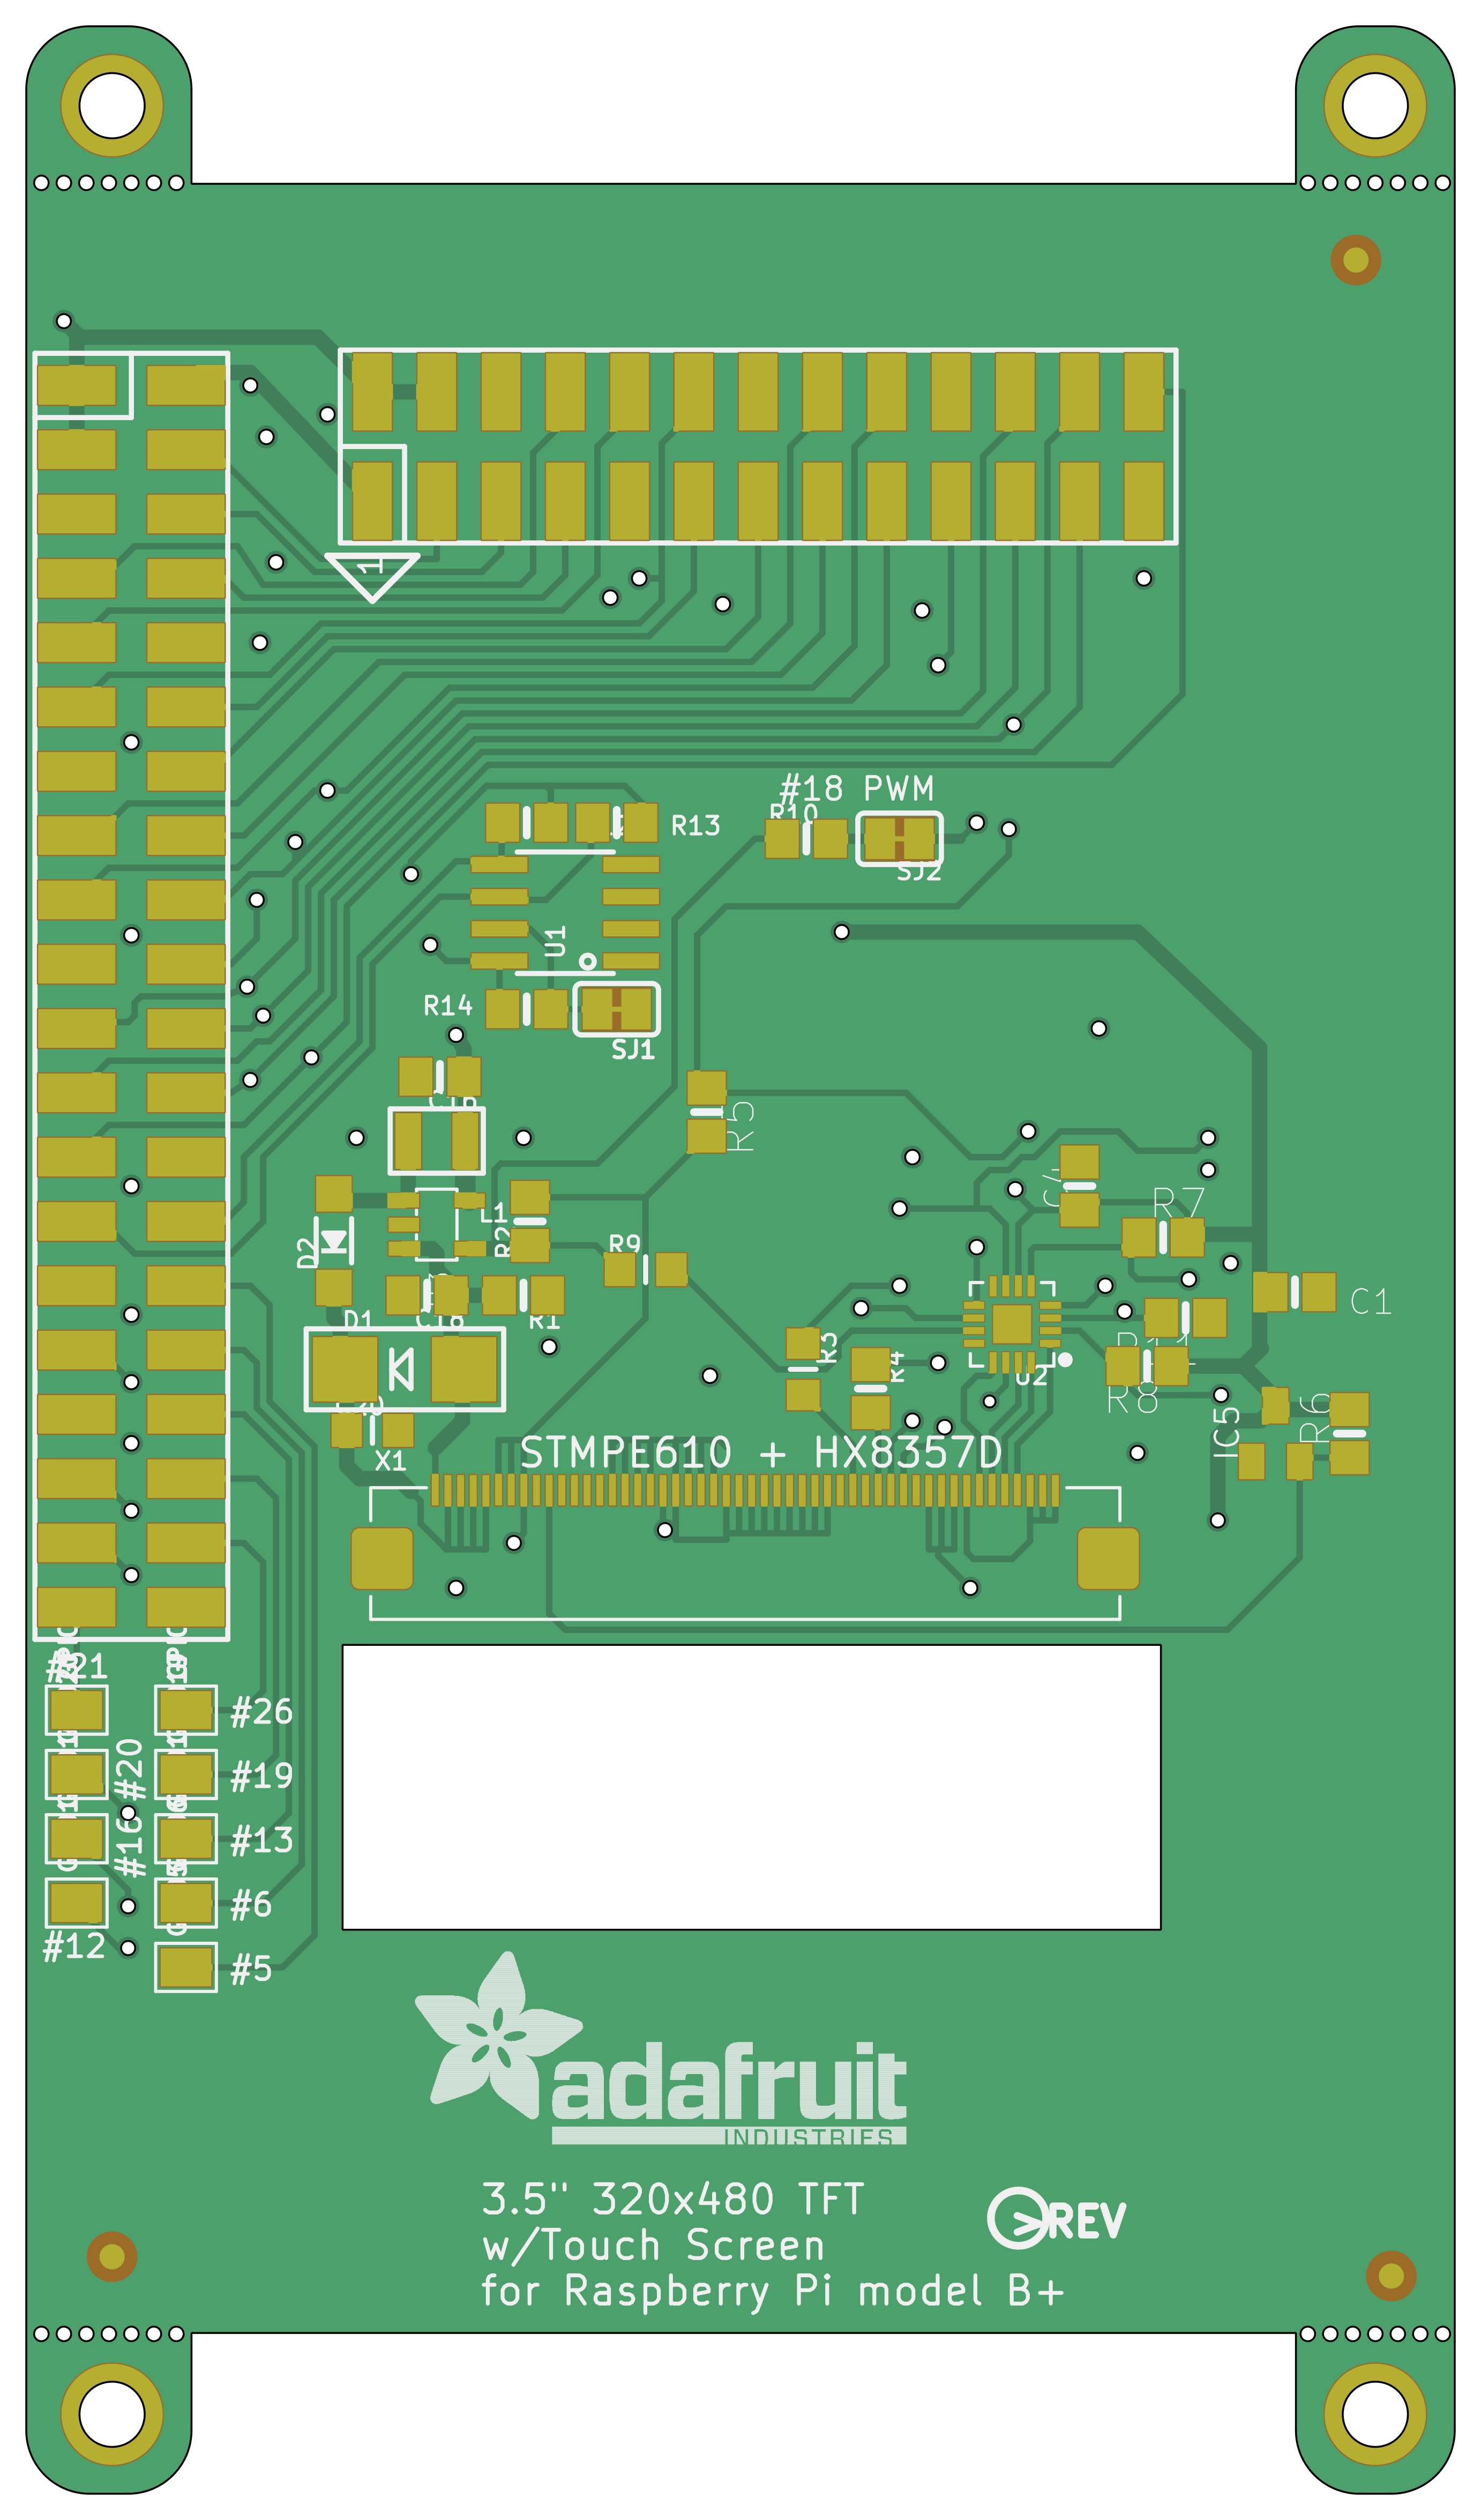 1
#18 PWM
R10
R13
SJ2
U1
R14
SJ1
R5
C4
R7
L1
R2
R9
D2
C1
D1
C18
R1
R3
R4
U2
R8
R6
IC5
X1
STMPE610 + HX8357D
#21
#26
#20
#19
#16
#13
#6
#12
#5
adafruit
INDUSTRIES
3.5" 320x480 TFT
w/Touch Screen
for Raspberry Pi model B+
REV